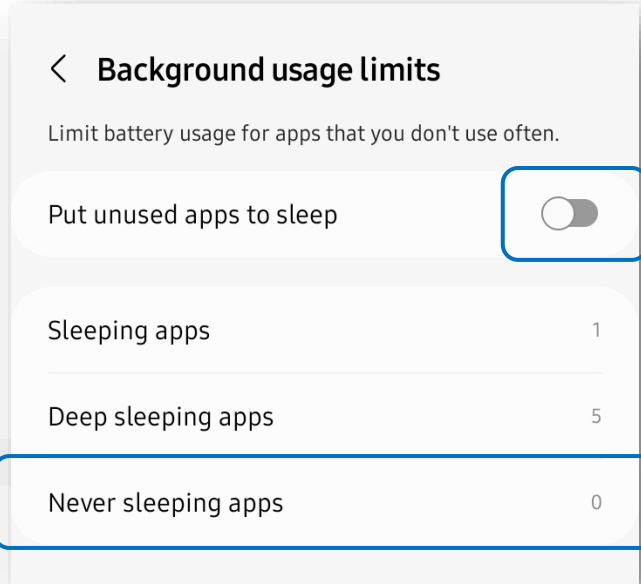 Background usage limits
Limit battery usage for apps that you don't use often.
Put unused apps to sleep
Sleeping apps 1
Deep sleeping apps 5
Never sleeping apps 0